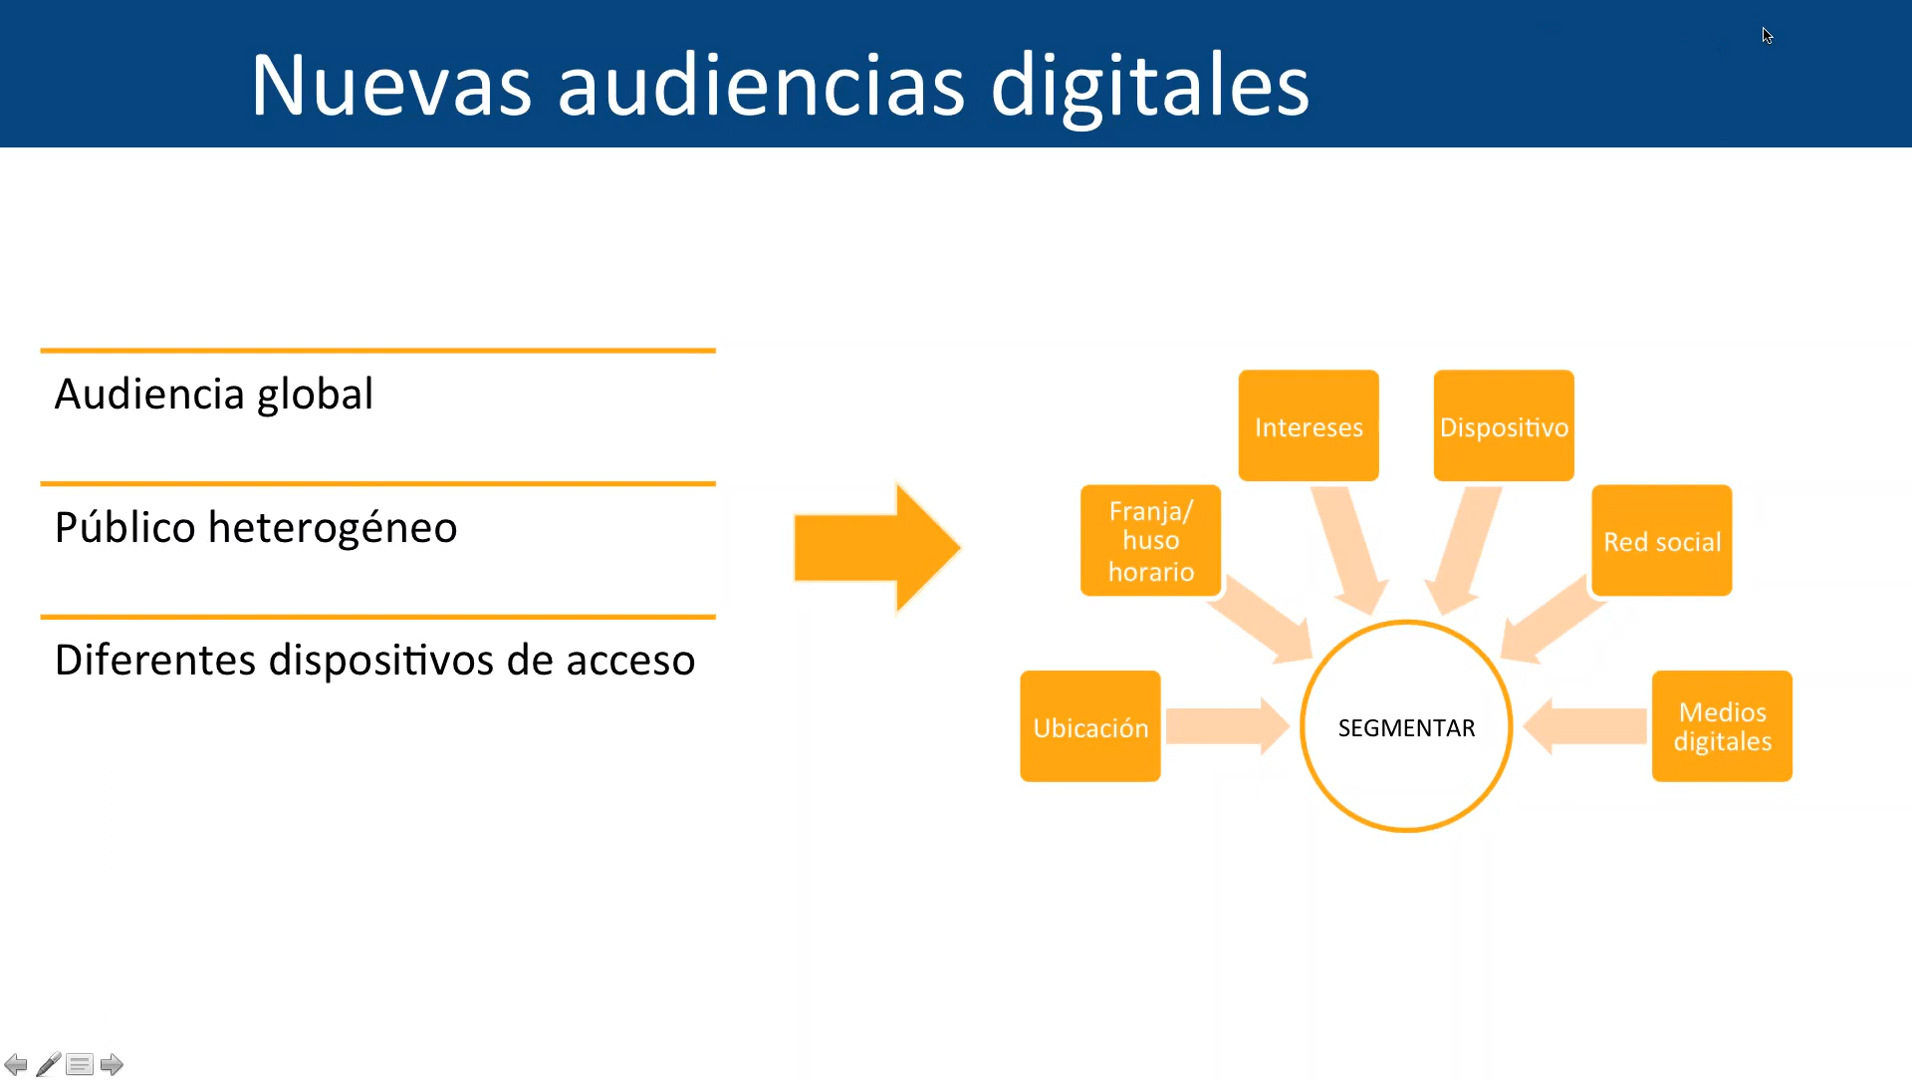 Nuevas audiencias digitales
Audiencia global
Público heterogéneo
Diferentes dispositivos de acceso
Ubicación
Franja/
huso
horario
Intereses
Dispositivo
Red social
Medios
digitales
SEGMENTAR